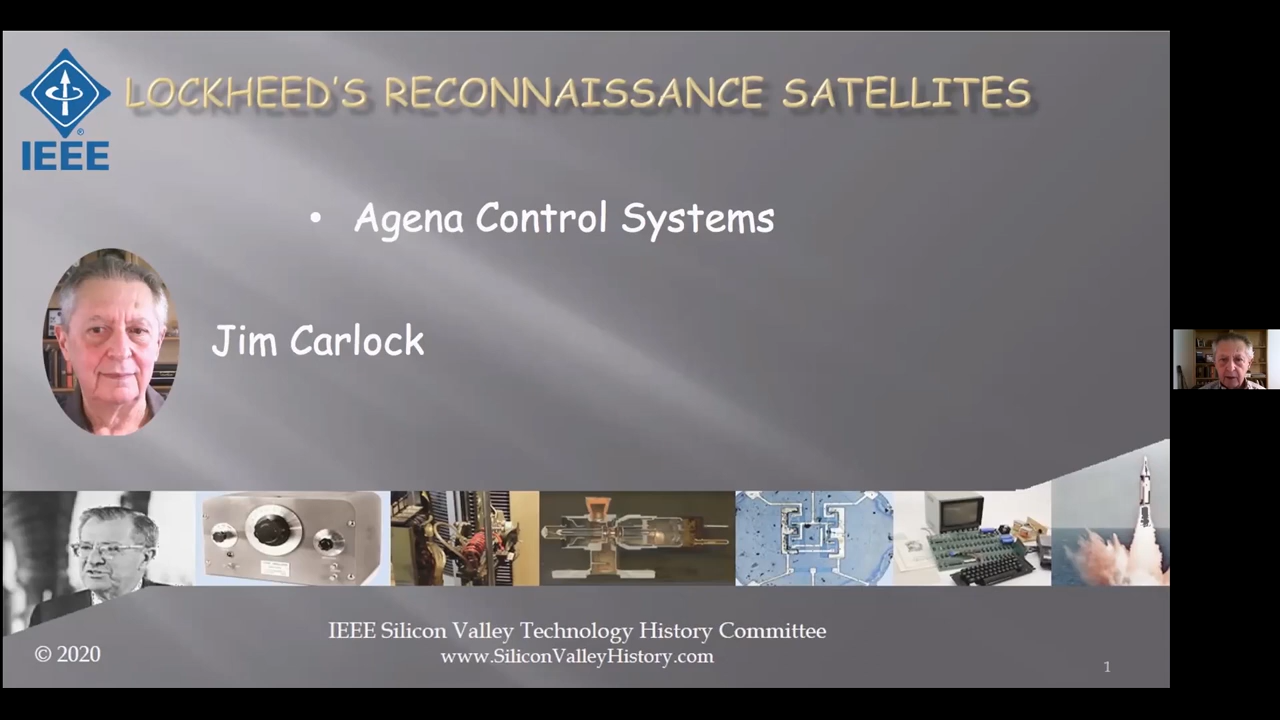 LOCKHEED'S RECONNAISSANCE SATELLITES
IEEE
• Agena Control Systems
Jim Carlock
IEEE Silicon Valley Technology History Committee
© 2020
www.SiliconValleyHistory.com
1